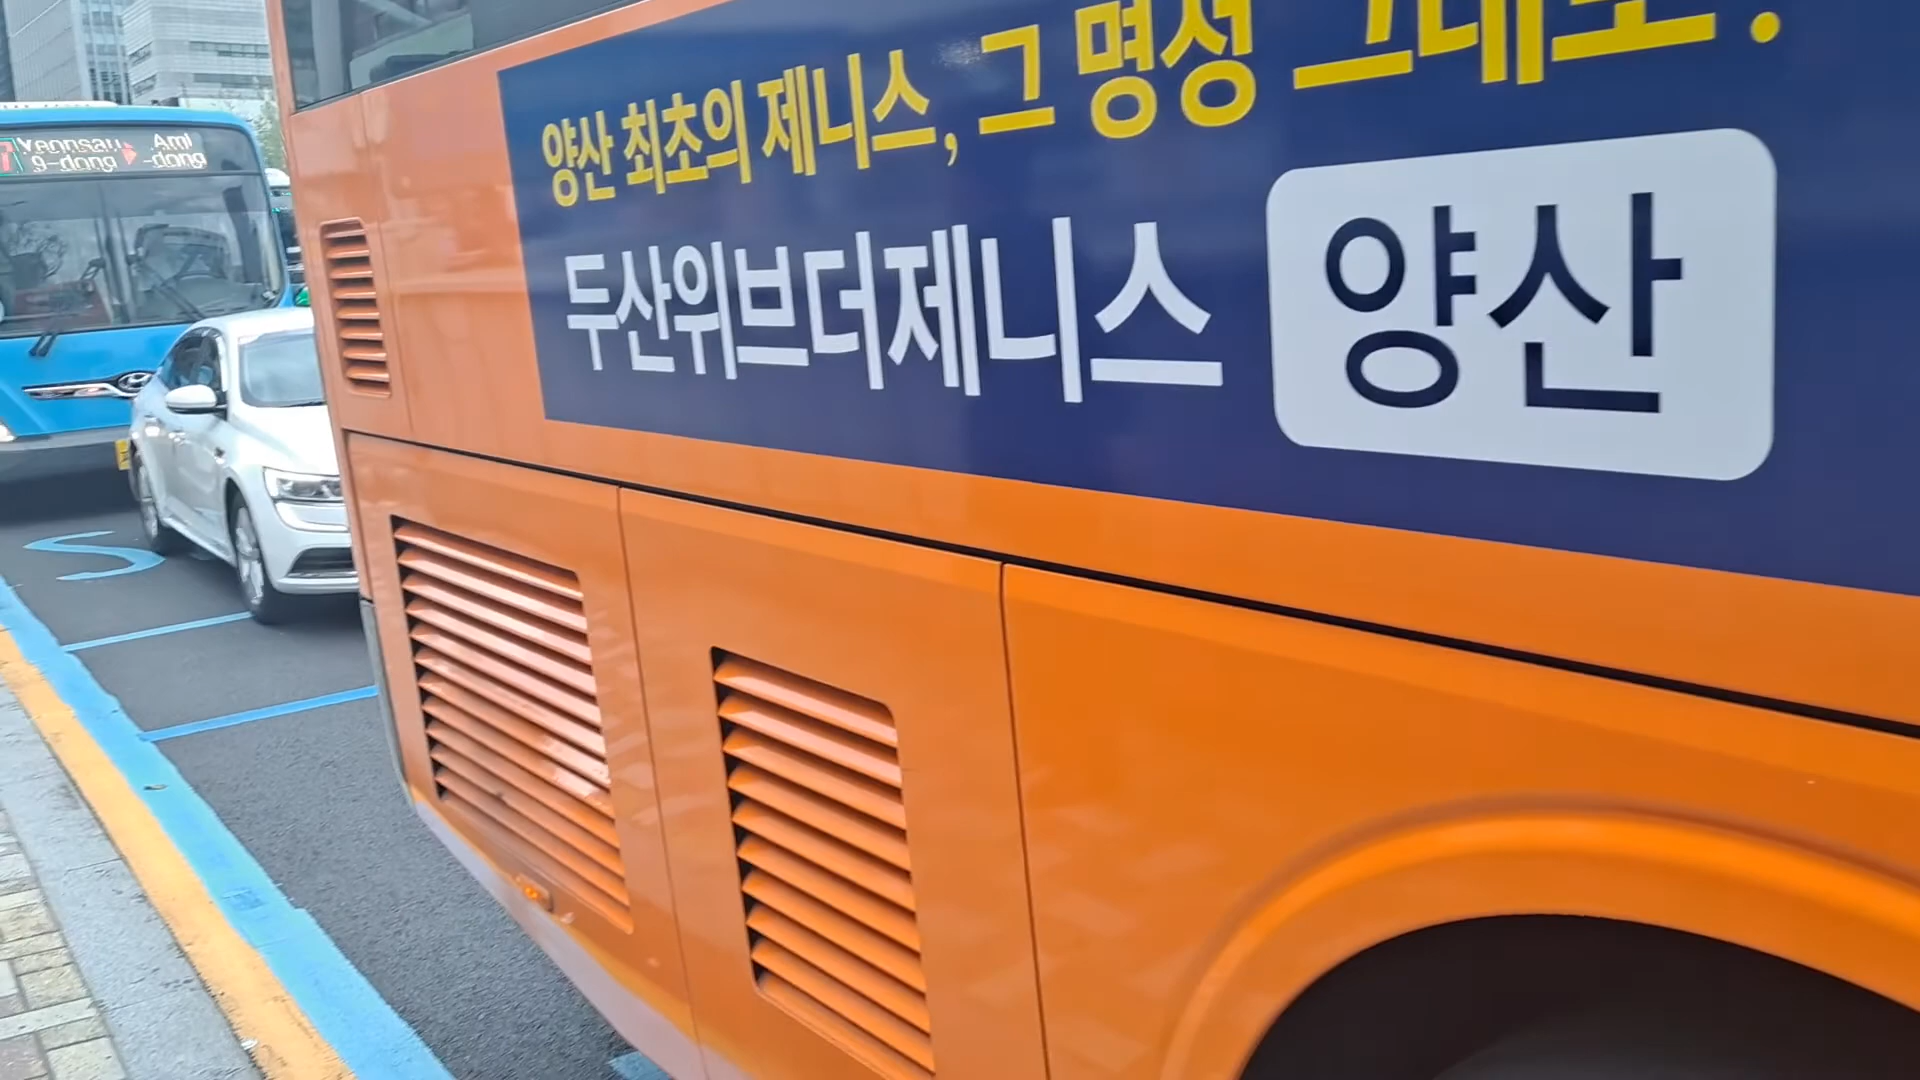 양산 최초의 제니스, 그 명성 그대로!
두산위브더제니스 양산
Yeonsan 9-dong ▶ Ami-dong
S